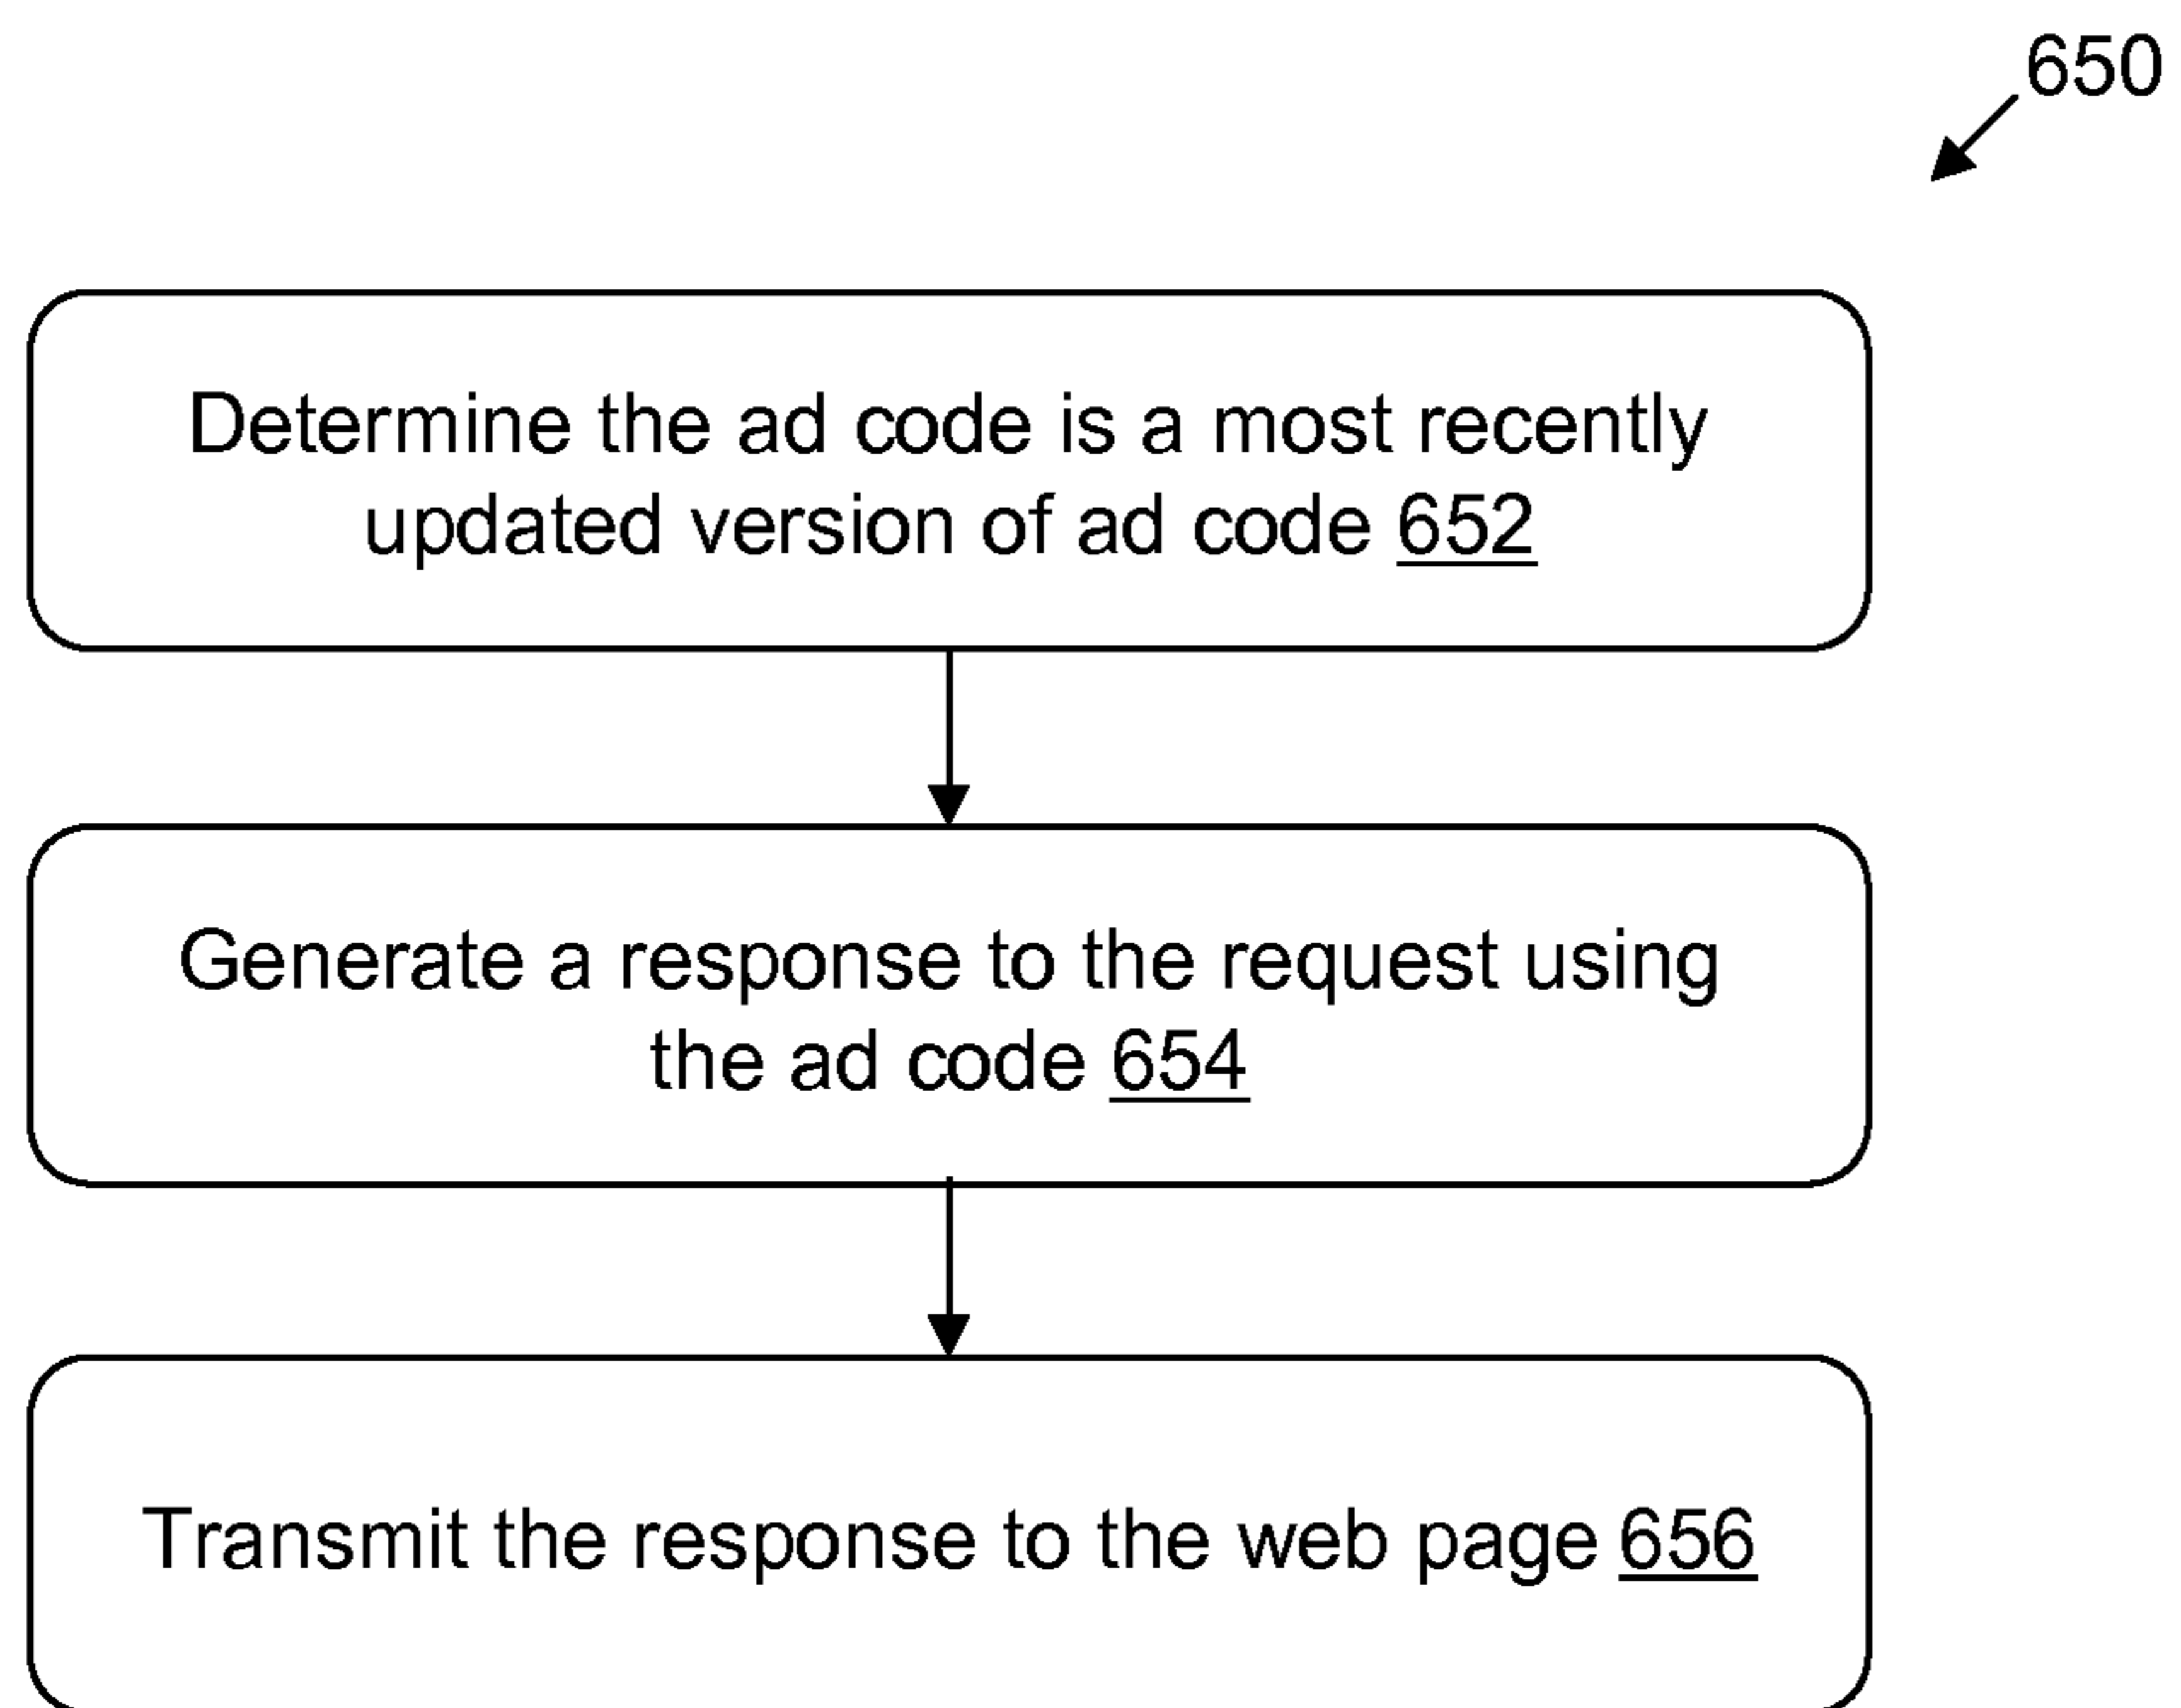 650
Determine the ad code is a most recently
updated version of ad code 652
Generate a response to the request using
the ad code 654
Transmit the response to the web page 656